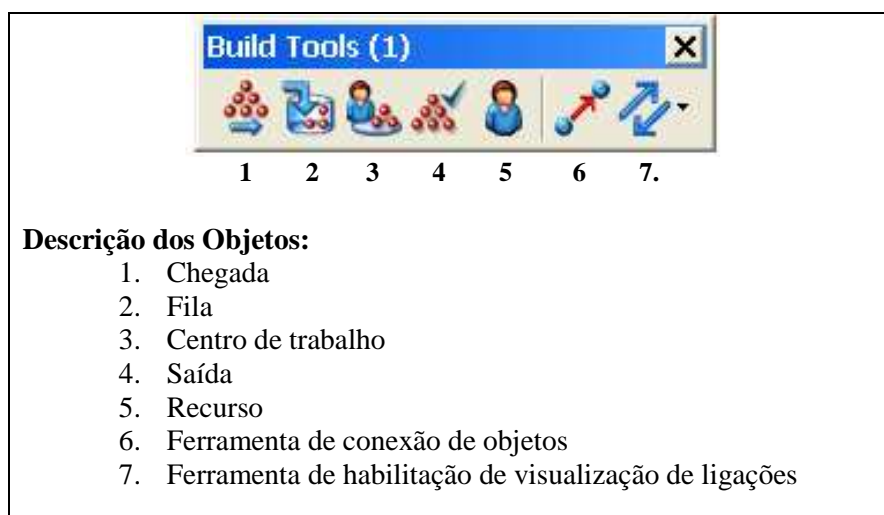 Build Tools (1)
1 2 3 4 5 6 7.
Descrição dos Objetos:
1. Chegada
2. Fila
3. Centro de trabalho
4. Saída
5. Recurso
6. Ferramenta de conexão de objetos
7. Ferramenta de habilitação de visualização de ligações